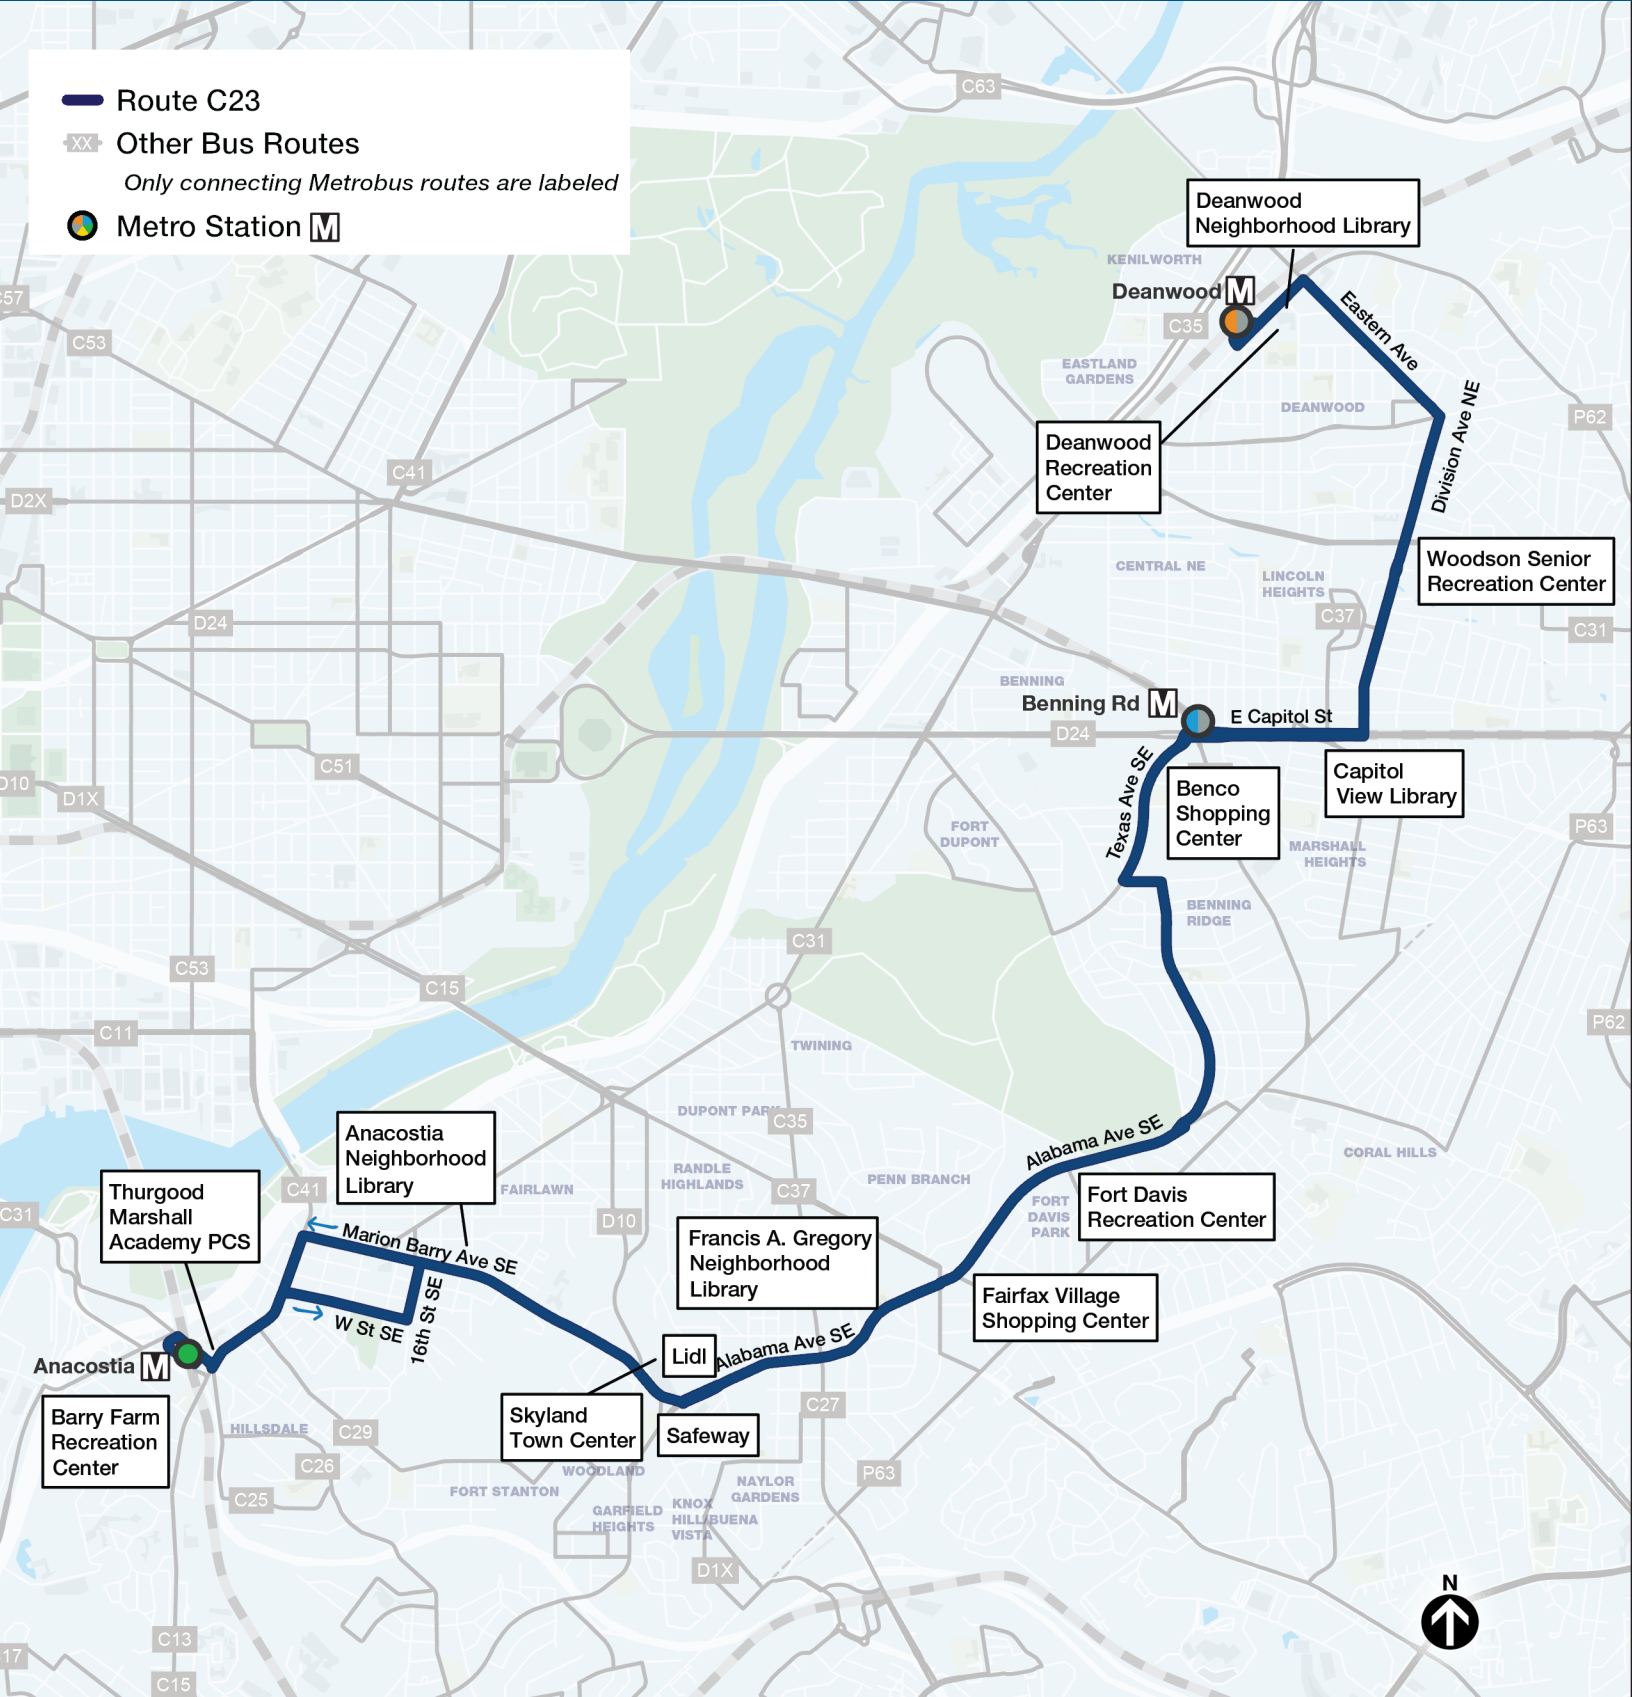 Route C23
XX
Other Bus Routes
Only connecting Metrobus routes are labeled
Metro Station M
C63
Deanwood
Neighborhood Library
KENILWORTH
Deanwood M
C35
Eastern Ave
EASTLAND
GARDENS
DEANWOOD
Division Ave NE
P62
C57
C53
Deanwood
Recreation
Center
C41
D2X
Woodson Senior
Recreation Center
CENTRAL NE
LINCOLN
HEIGHTS
C37
C31
D24
BENNING
Benning Rd M
E Capitol St
D24
Texas Ave SE
Benco
Shopping
Center
Capitol
View Library
C51
D10
D1X
P63
FORT
DUPONT
MARSHALL
HEIGHTS
BENNING
RIDGE
C31
C53
C15
C11
P62
TWINING
DUPONT PARK
C35
Alabama Ave SE
CORAL HILLS
Anacostia
Neighborhood
Library
Thurgood
Marshall
Academy PCS
C41
FAIRLAWN
RANDLE
HIGHLANDS
C37
PENN BRANCH
Fort Davis
Recreation Center
FORT
DAVIS
PARK
C31
D10
Marion Barry Ave SE
Francis A. Gregory
Neighborhood
Library
Fairfax Village
Shopping Center
W St SE
16th St SE
Alabama Ave SE
Lidl
Anacostia M
Skyland
Town Center
Safeway
C27
Barry Farm
Recreation
Center
HILLSDALE
C29
C26
C25
WOODLAND
FORT STANTON
P63
NAYLOR
GARDENS
GARFIELD
HEIGHTS
KNOX
HILL/BUENA
VISTA
D1X
N
C13
17
C15